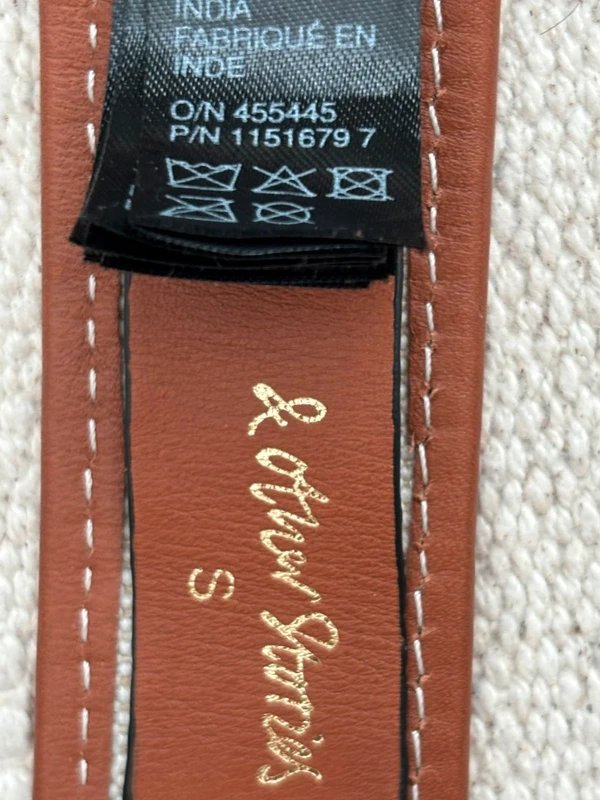 INDIA
FABRIQUÉ EN
INDE
O/N 455445
P/N 1151679 7
& Other Stories
S